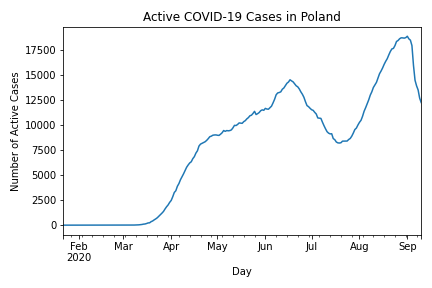 Active COVID-19 Cases in Poland
Number of Active Cases
17500
15000
12500
10000
7500
5000
2500
0
Feb Mar Apr May Jun Jul Aug Sep
2020
Day